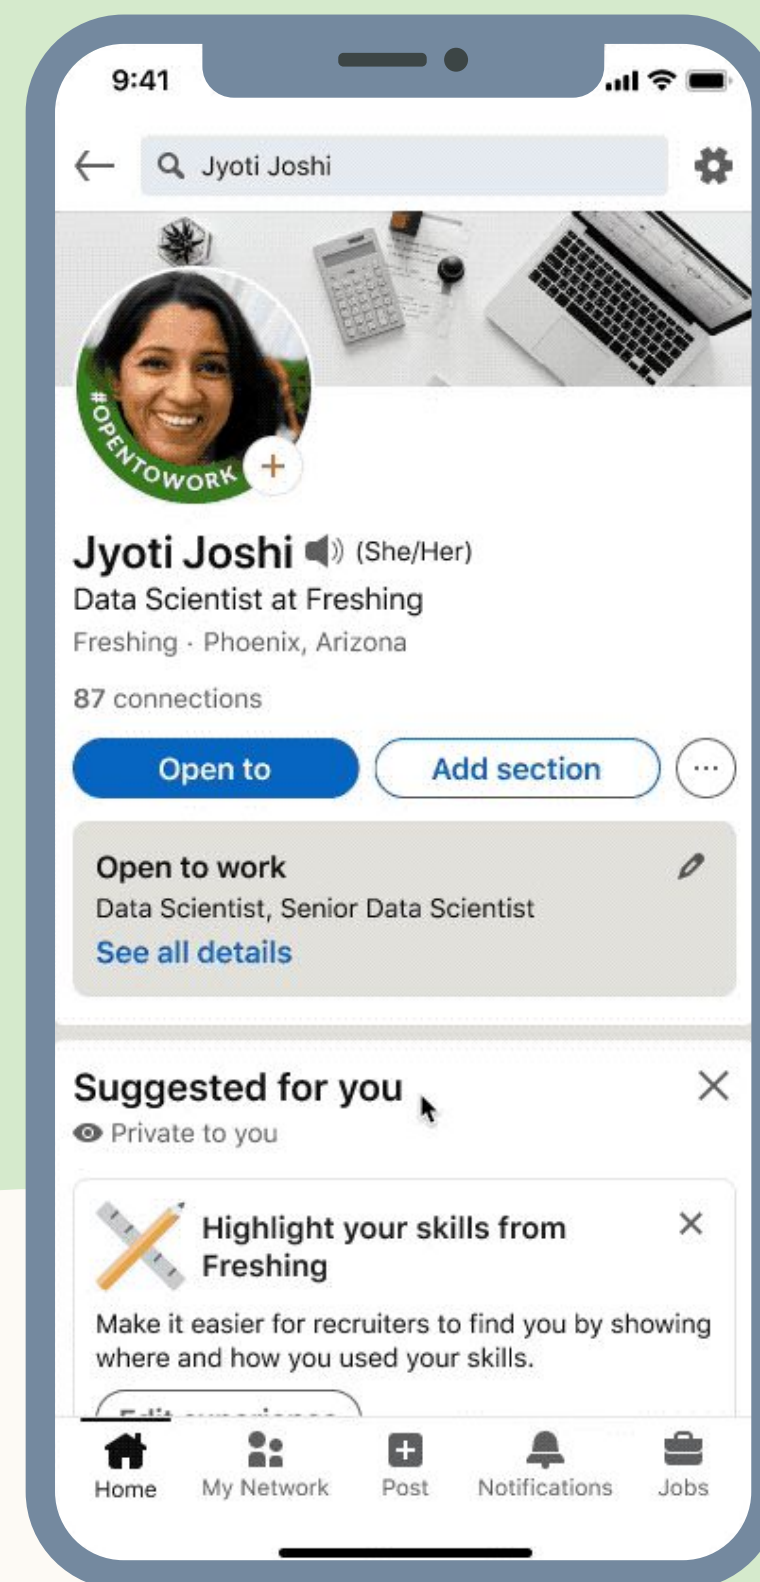 9:41
Jyoti Joshi
#OPENTOWORK
Jyoti Joshi (She/Her)
Data Scientist at Freshing
Freshing · Phoenix, Arizona
87 connections
Open to
Add section
Open to work
Data Scientist, Senior Data Scientist
See all details
Suggested for you
Private to you
Highlight your skills from
Freshing
Make it easier for recruiters to find you by showing
where and how you used your skills.
Edit experience
Home
My Network
Post
Notifications
Jobs